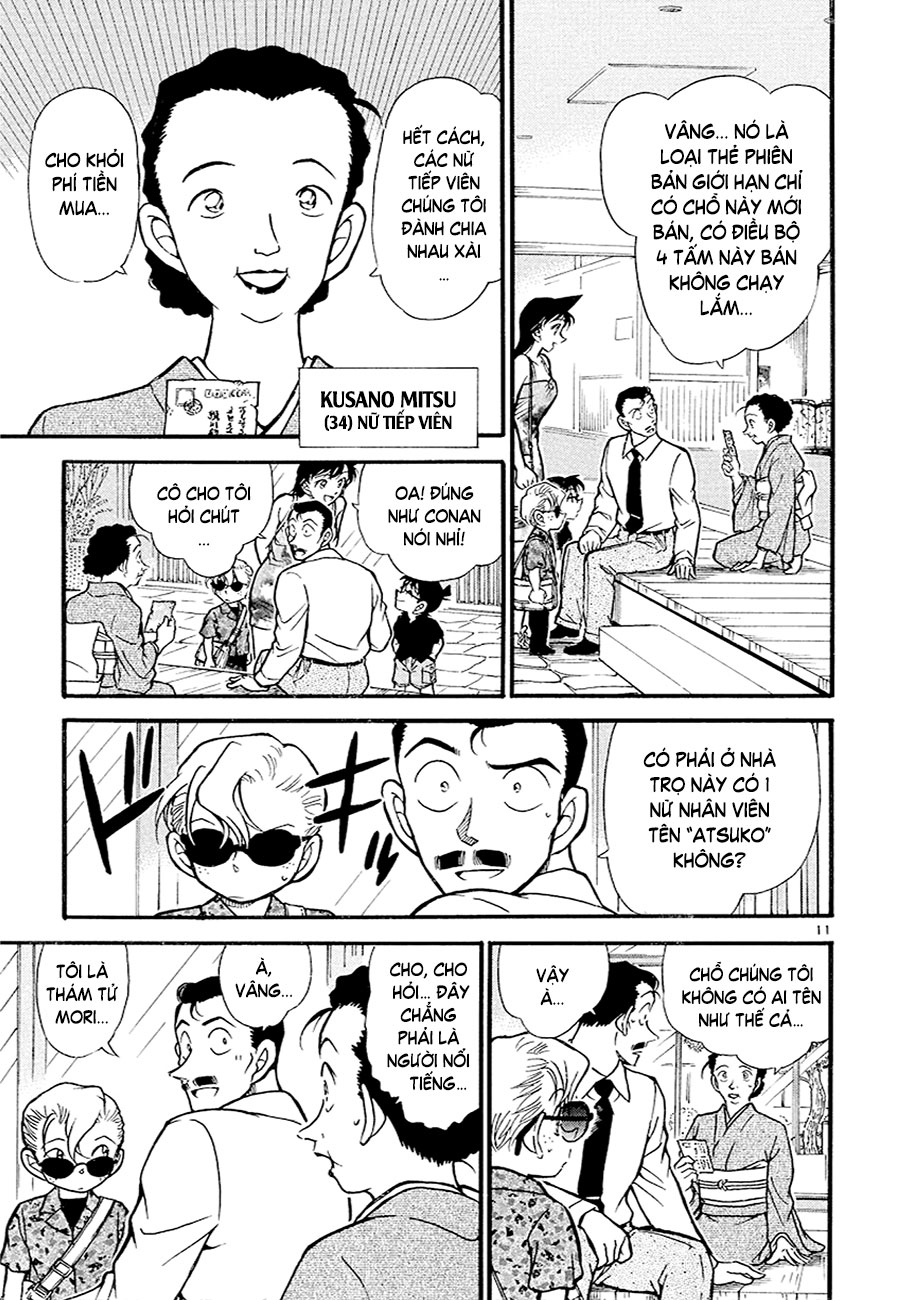 VÂNG... NÓ LÀ
LOẠI THẺ PHIÊN
BẢN GIỚI HẠN CHỈ
CÓ CHỔ NÀY MỚI
BÁN, CÓ ĐIỀU BỘ
4 TẤM NÀY BÁN
KHÔNG CHẠY
LẮM...
HẾT CÁCH,
CÁC NỮ
TIẾP VIÊN
CHÚNG TÔI
ĐÀNH CHIA
NHAU XÀI
...
CHO KHỎI
PHÍ TIỀN
MUA...
KUSANO MITSU
(34) NỮ TIẾP VIÊN
OA! ĐÚNG
NHƯ CONAN
NÓI NHỈ!
CÔ CHO TÔI
HỎI CHÚT
...
CÓ PHẢI Ở NHÀ
TRỌ NÀY CÓ 1
NỮ NHÂN VIÊN
TÊN “ATSUKO”
KHÔNG?
11
CHỔ CHÚNG TÔI
KHÔNG CÓ AI TÊN
NHƯ THẾ CẢ...
VẬY
À...
CHO, CHO
HỎI... ĐÂY
CHẲNG
PHẢI LÀ
NGƯỜI NỔI
TIẾNG...
À,
VÂNG...
TÔI LÀ
THÁM TỬ
MORI...